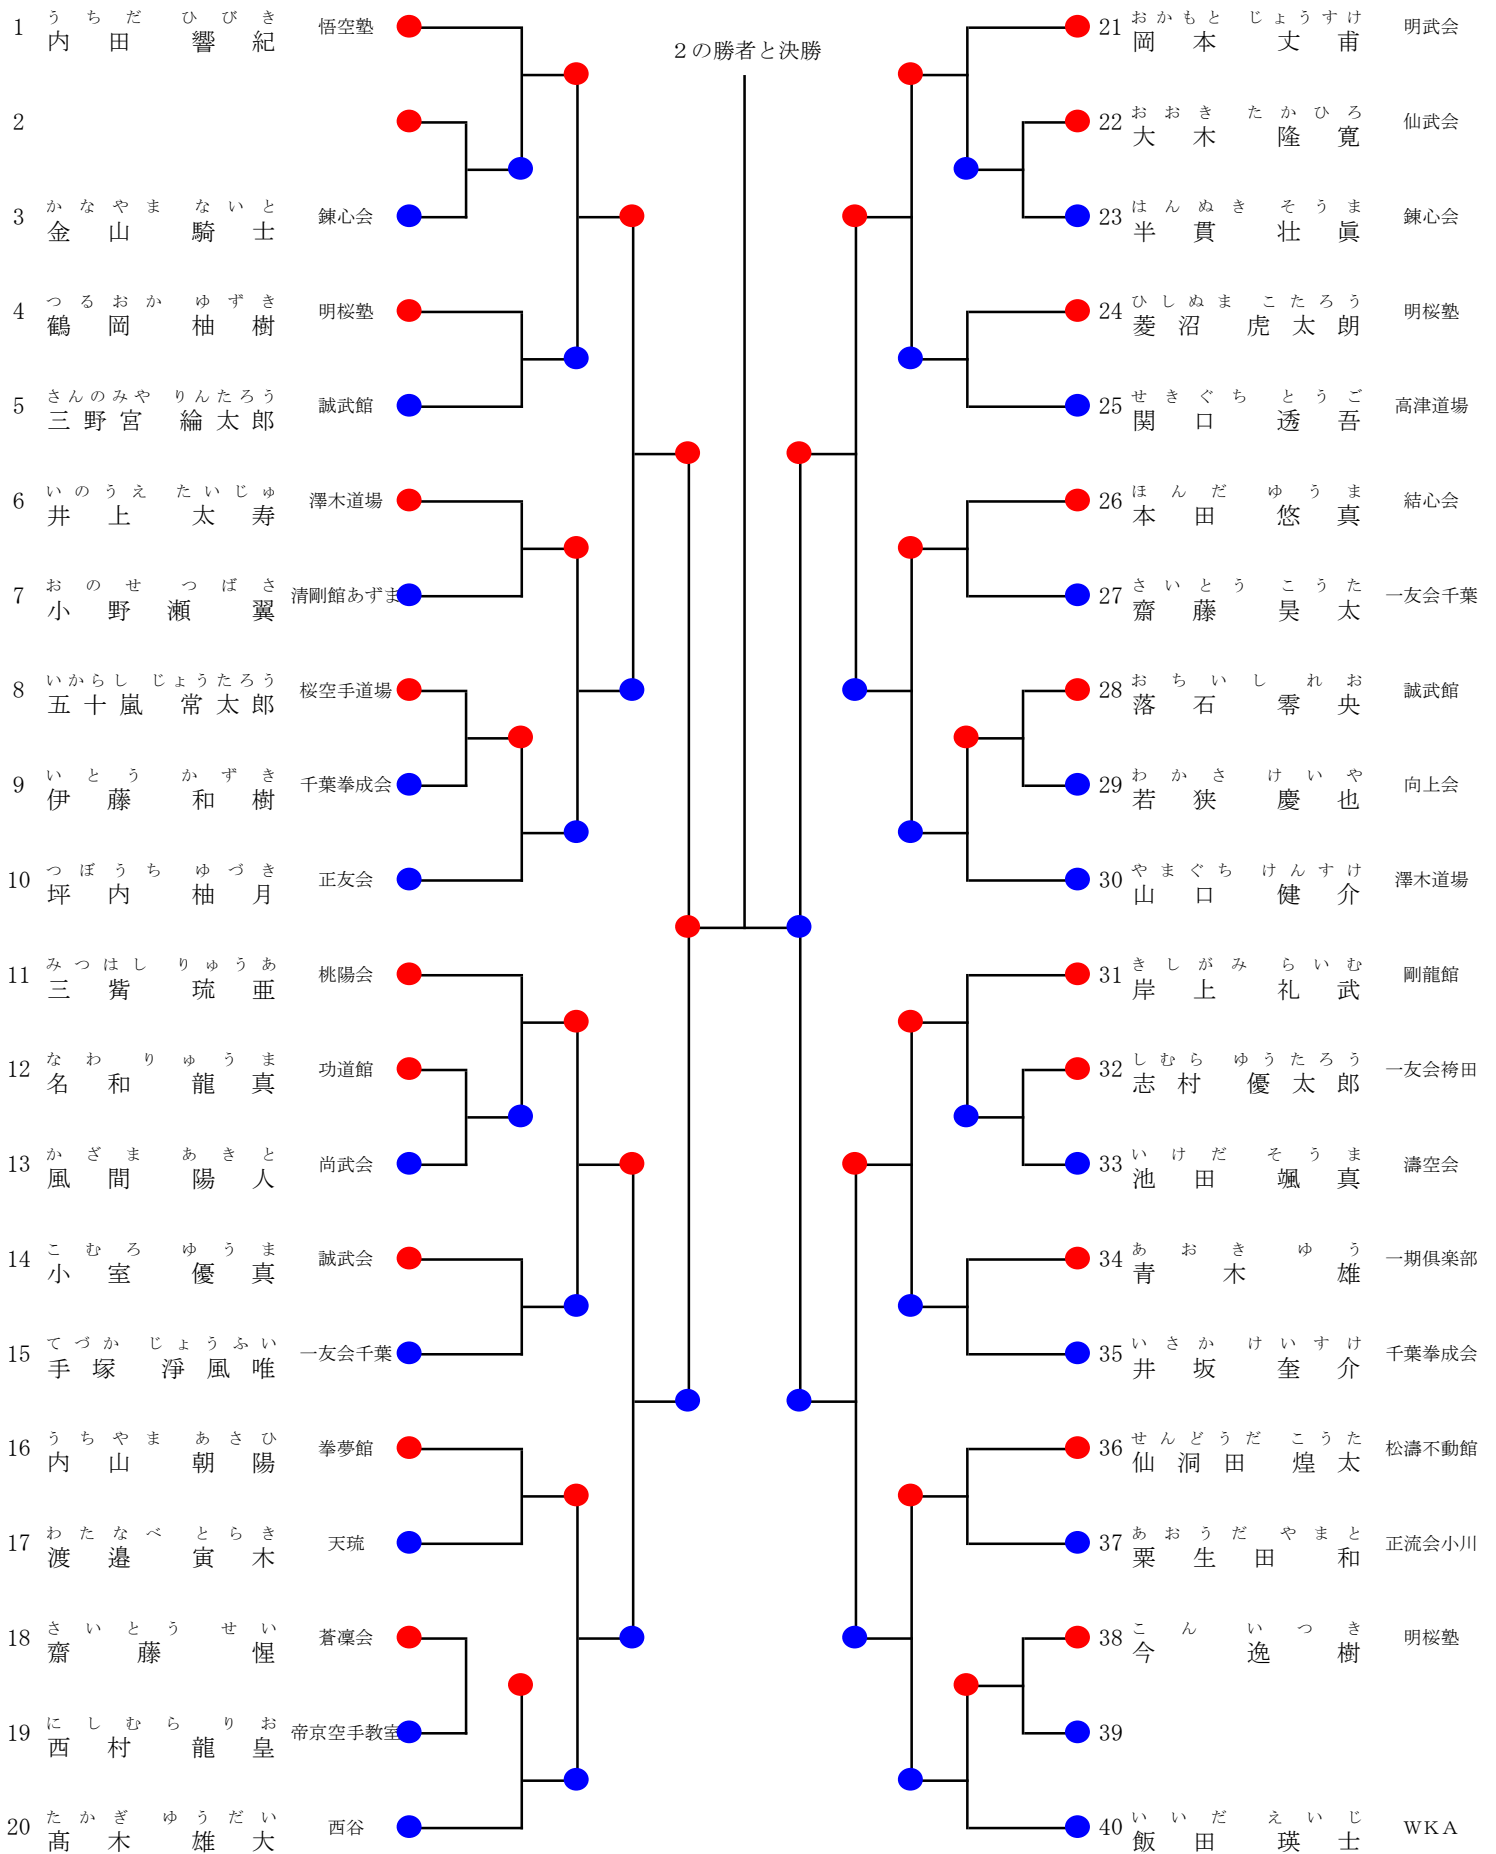 2の勝者と決勝
うちだ ひびき
1 内田 響紀 悟空塾
2
かなやま ないと
3 金山 騎士 錬心会
つるおか ゆずき
4 鶴岡 柚樹 明桜塾
さんのみや りんたろう
5 三野宮 綸太郎 誠武館
いのうえ たいじゅ
6 井上 太寿 澤木道場
おのせ つばさ
7 小野瀬 翼 清剛館あずま
いからし じょうたろう
8 五十嵐 常太郎 桜空手道場
いとう かずき
9 伊藤 和樹 千葉拳成会
つぼうち ゆづき
10 坪内 柚月 正友会
みつはし りゅうあ
11 三觜 琉亜 桃陽会
なわ りゅうま
12 名和 龍真 功道館
かざま あきと
13 風間 陽人 尚武会
こむろ ゆうま
14 小室 優真 誠武会
てづか じょうふい
15 手塚 淨風唯 一友会千葉
うちやま あさひ
16 内山 朝陽 拳夢館
わたなべ とらき
17 渡邉 寅木 天琉
さいとう せい
18 齋藤 惺 蒼凜会
にしむら りお
19 西村 龍皇 帝京空手教室
たかぎ ゆうだい
20 髙木 雄大 西谷
おかもと じょうすけ
21 岡本 丈甫 明武会
おおき たかひろ
22 大木 隆寛 仙武会
はんぬき そうま
23 半貫 壮眞 錬心会
ひしぬま こたろう
24 菱沼 虎太朗 明桜塾
せきぐち とうご
25 関口 透吾 高津道場
ほんだ ゆうま
26 本田 悠真 結心会
さいとう こうた
27 齋藤 昊太 一友会千葉
おちいし れお
28 落石 零央 誠武館
わかさ けいや
29 若狭 慶也 向上会
やまぐち けんすけ
30 山口 健介 澤木道場
きしがみ らいむ
31 岸上 礼武 剛龍館
しむら ゆうたろう
32 志村 優太郎 一友会袴田
いけだ そうま
33 池田 颯真 濤空会
あおき ゆう
34 青木 雄 一期倶楽部
いさか けいすけ
35 井坂 奎介 千葉拳成会
せんどうだ こうた
36 仙洞田 煌太 松濤不動館
あおうだ やまと
37 粟生田 和 正流会小川
こん いつき
38 今 逸樹 明桜塾
39
いいだ えいじ
40 飯田 瑛士 WKA